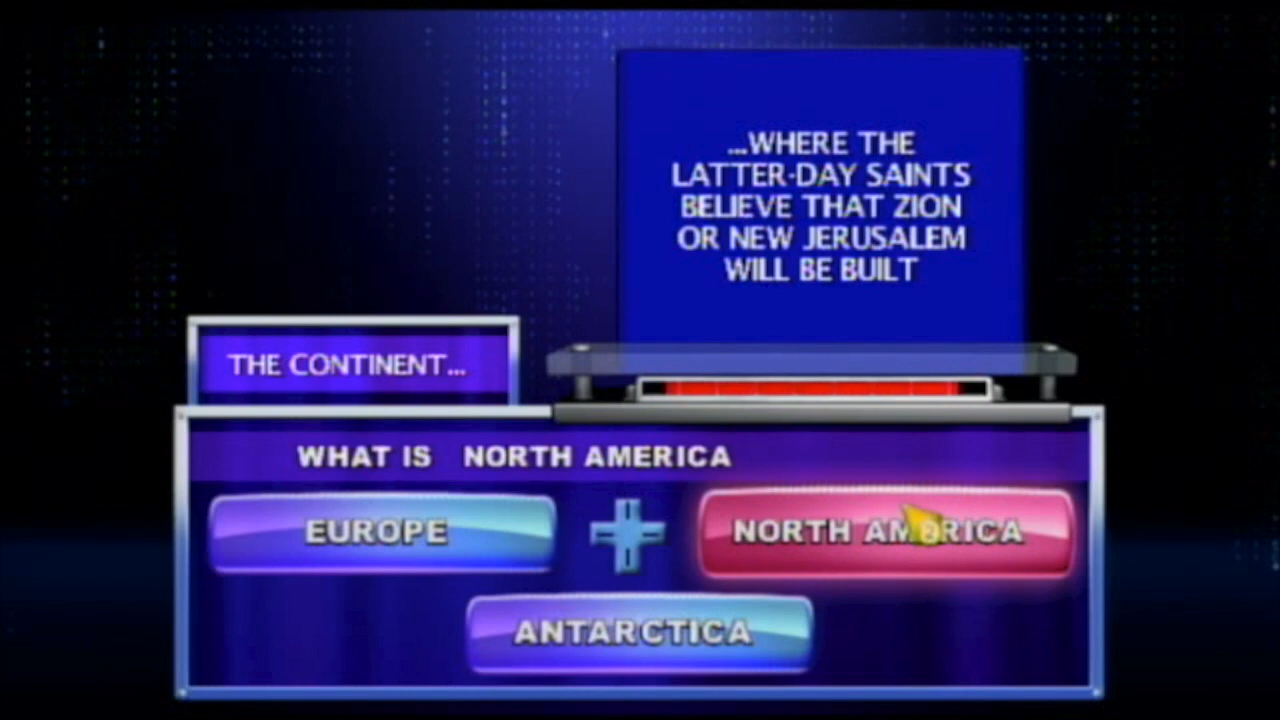 ...WHERE THE
LATTER-DAY SAINTS
BELIEVE THAT ZION
OR NEW JERUSALEM
WILL BE BUILT
THE CONTINENT...
WHAT IS NORTH AMERICA
EUROPE
NORTH AMERICA
ANTARCTICA